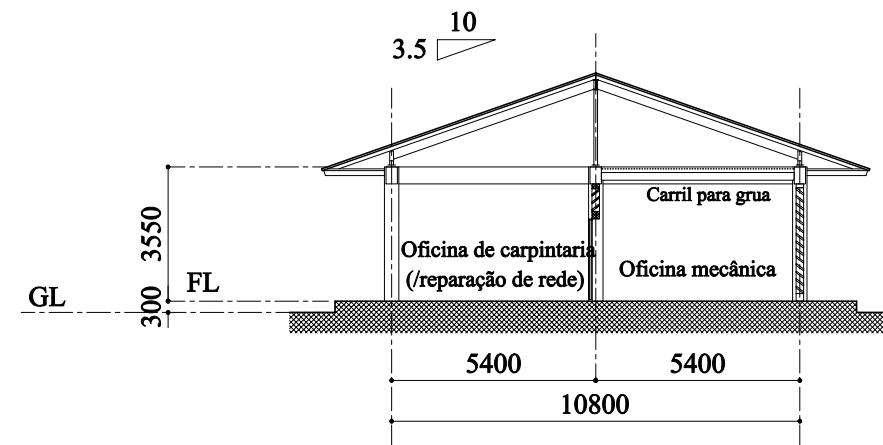 10
3.5
Carril para grua
3550
Oficina de carpintaria
(/reparação de rede)
Oficina mecânica
GL
FL
300
5400
5400
10800